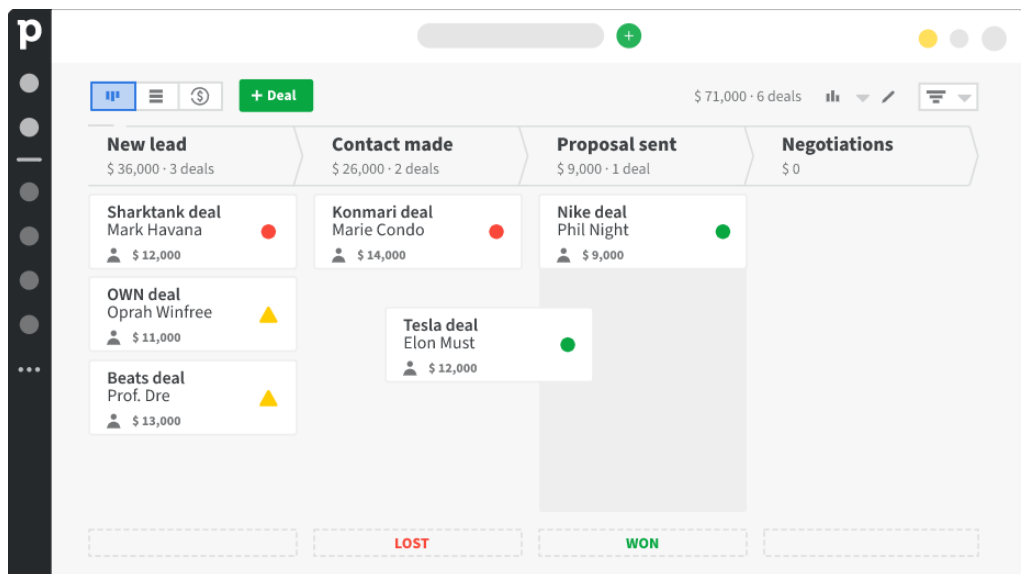 p
+
+ Deal
$ 71,000 · 6 deals
New lead
$ 36,000 · 3 deals
Contact made
$ 26,000 · 2 deals
Proposal sent
$ 9,000 · 1 deal
Negotiations
$ 0
Sharktank deal
Mark Havana
$ 12,000
OWN deal
Oprah Winfree
$ 11,000
Beats deal
Prof. Dre
$ 13,000
Konmari deal
Marie Condo
$ 14,000
Tesla deal
Elon Must
$ 12,000
Nike deal
Phil Night
$ 9,000
LOST
WON